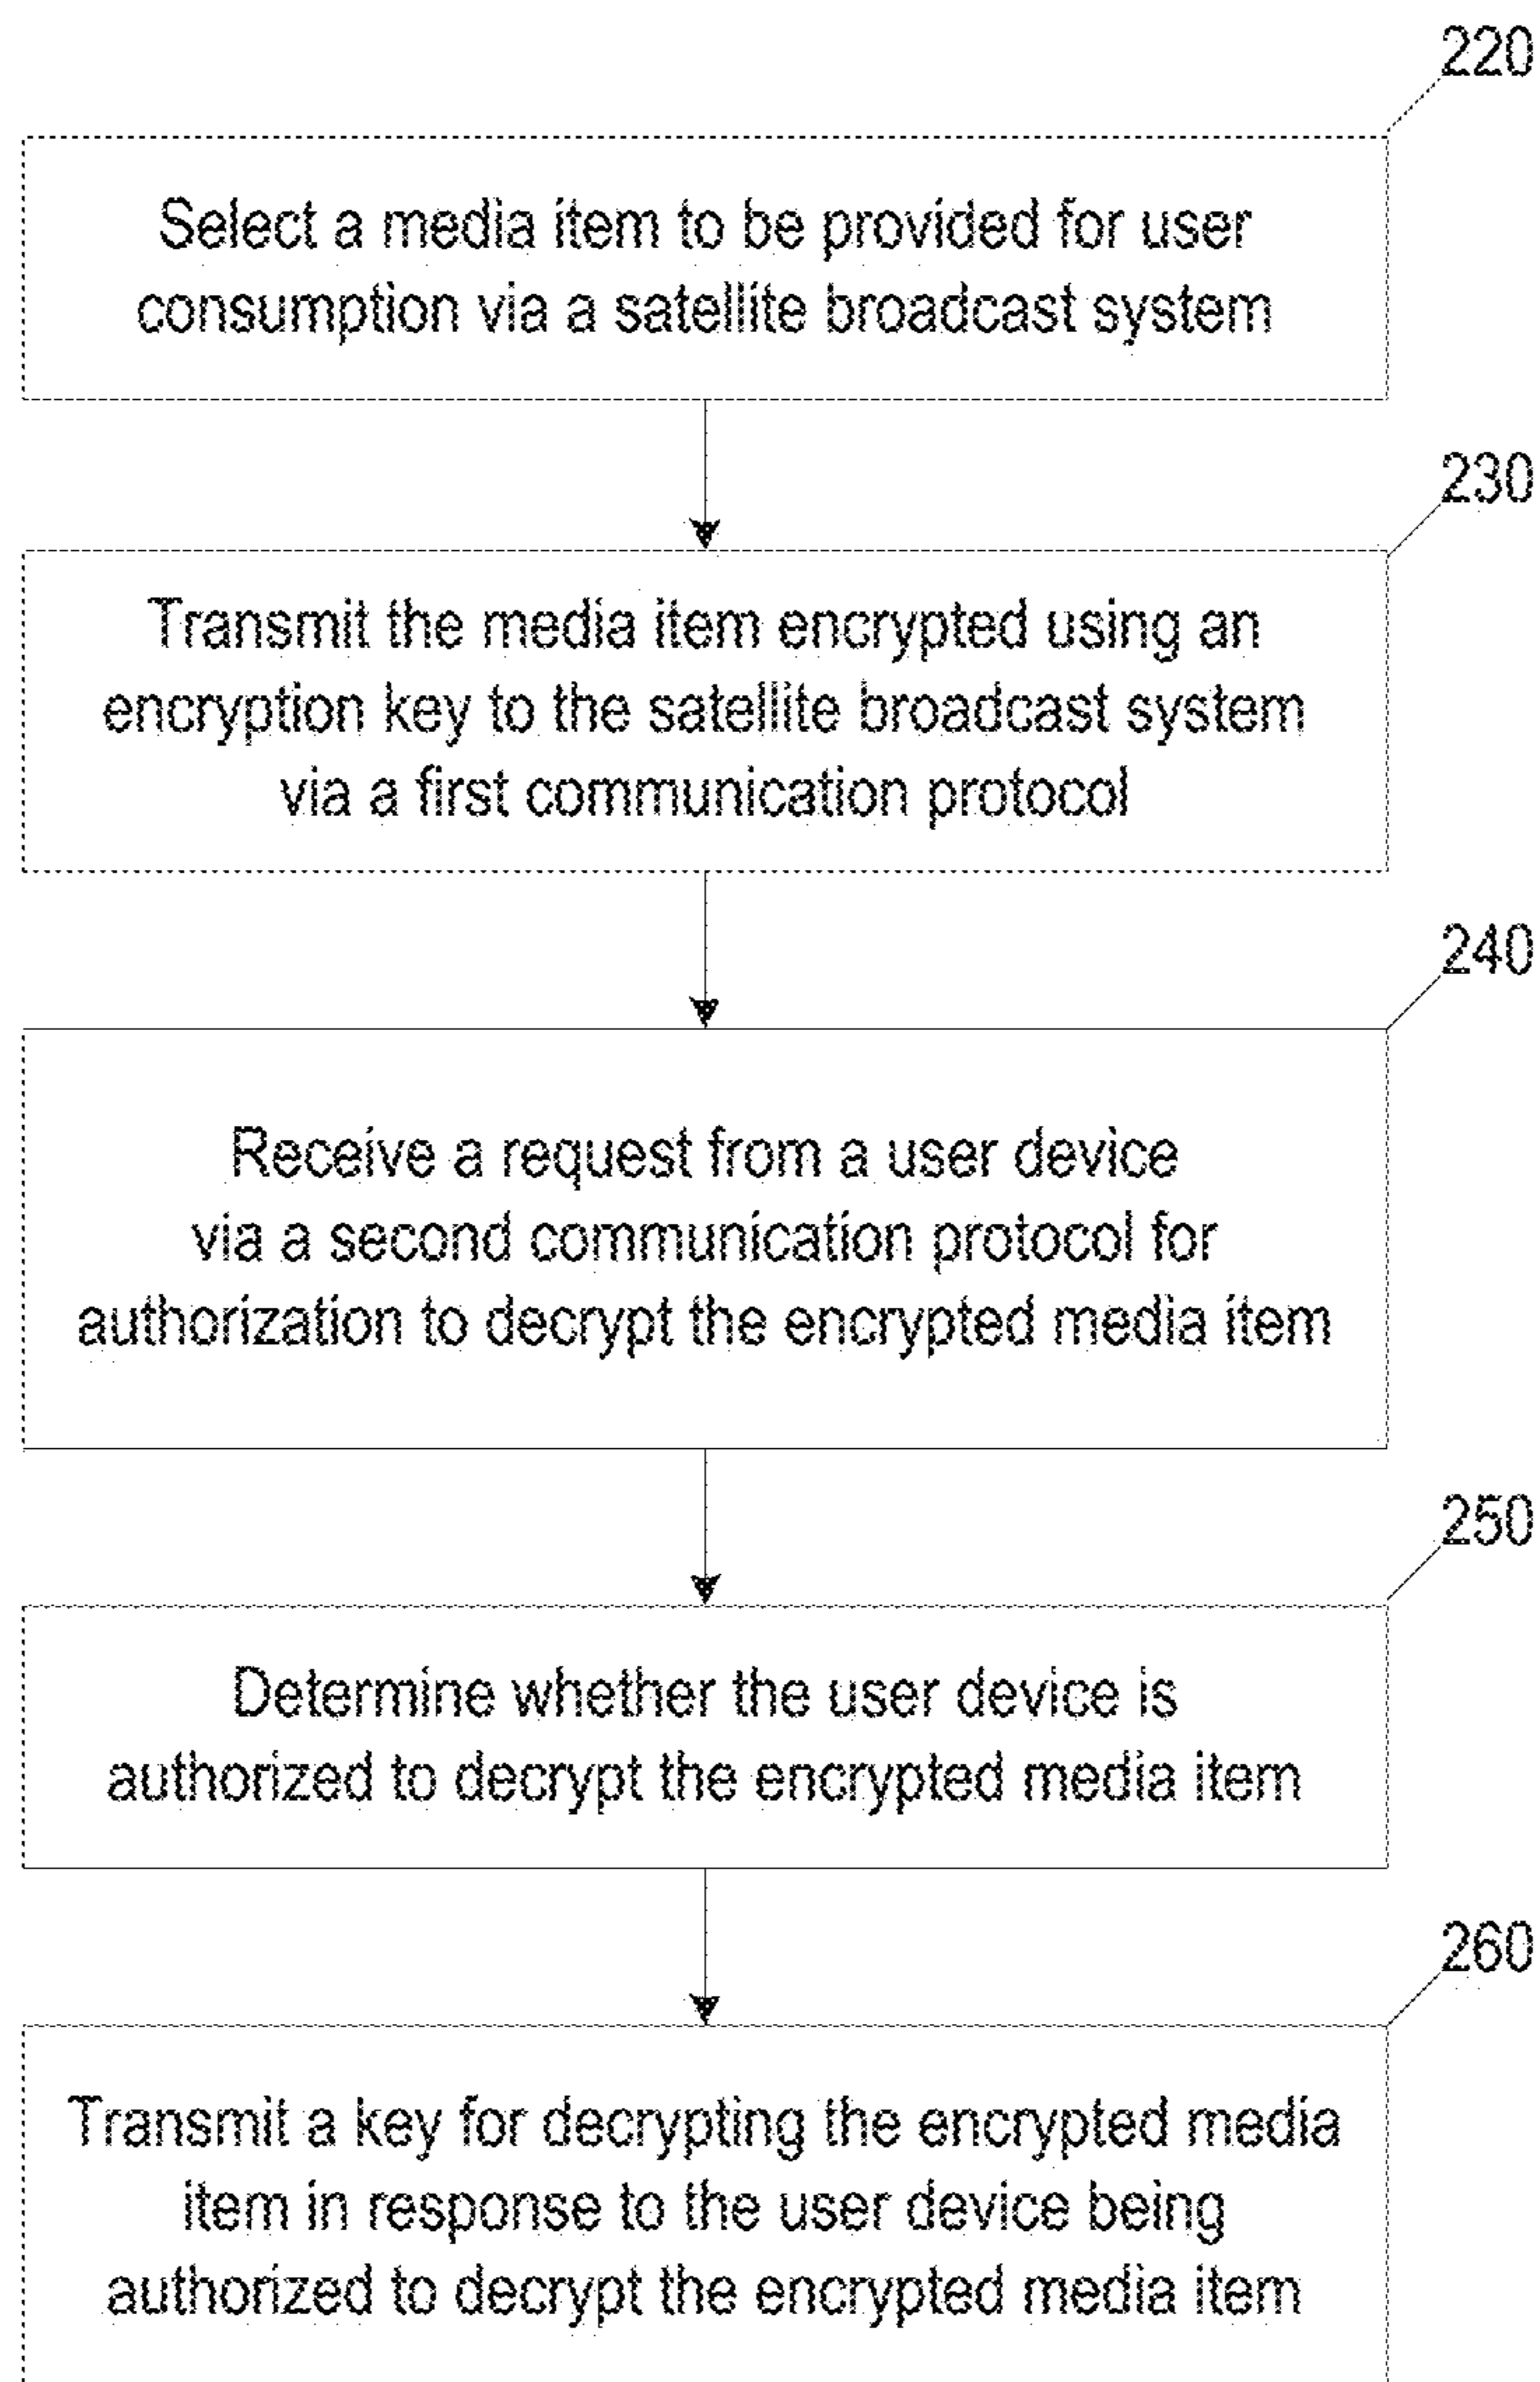 220
Select a media item to be provided for user
consumption via a satellite broadcast system
230
Transmit the media item encrypted using an
encryption key to the satellite broadcast system
via a first communication protocol
240
Receive a request from a user device
via a second communication protocol for
authorization to decrypt the encrypted media item
250
Determine whether the user device is
authorized to decrypt the encrypted media item
260
Transmit a key for decrypting the encrypted media
item in response to the user device being
authorized to decrypt the encrypted media item